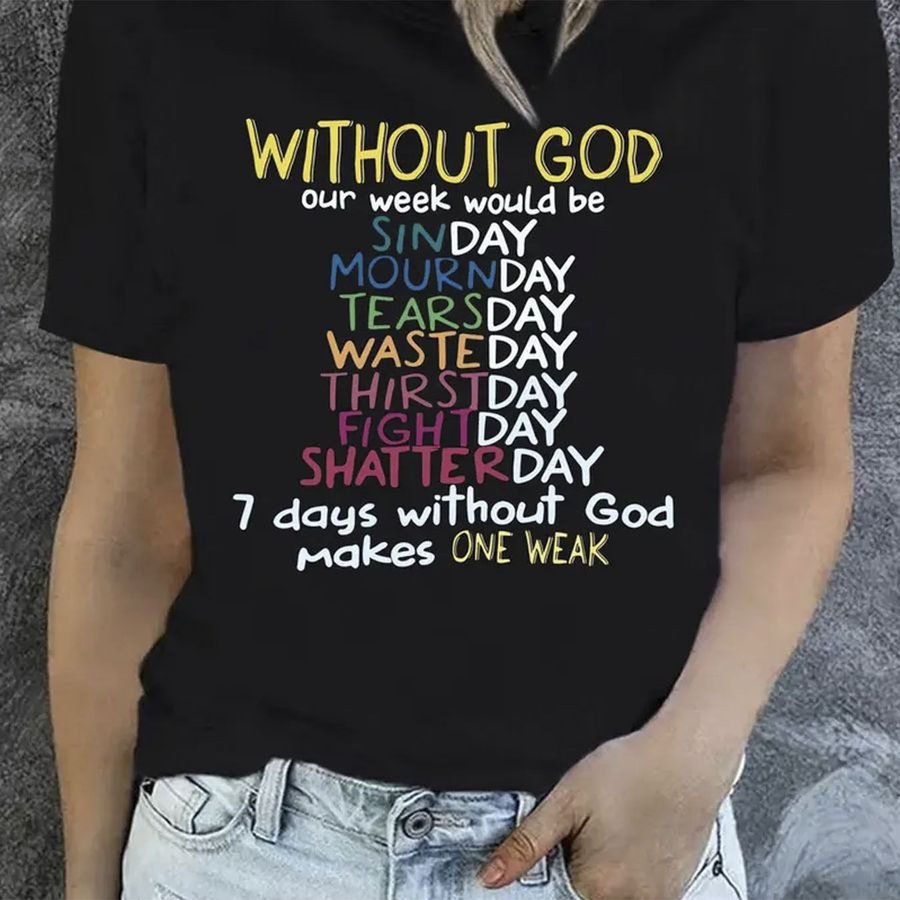 WITHOUT GOD
our week would be
SINDAY
MOURNDAY
TEARSDAY
WASTEDAY
THIRSTDAY
FIGHTDAY
SHATTERDAY
7 days without God
makes ONE WEAK